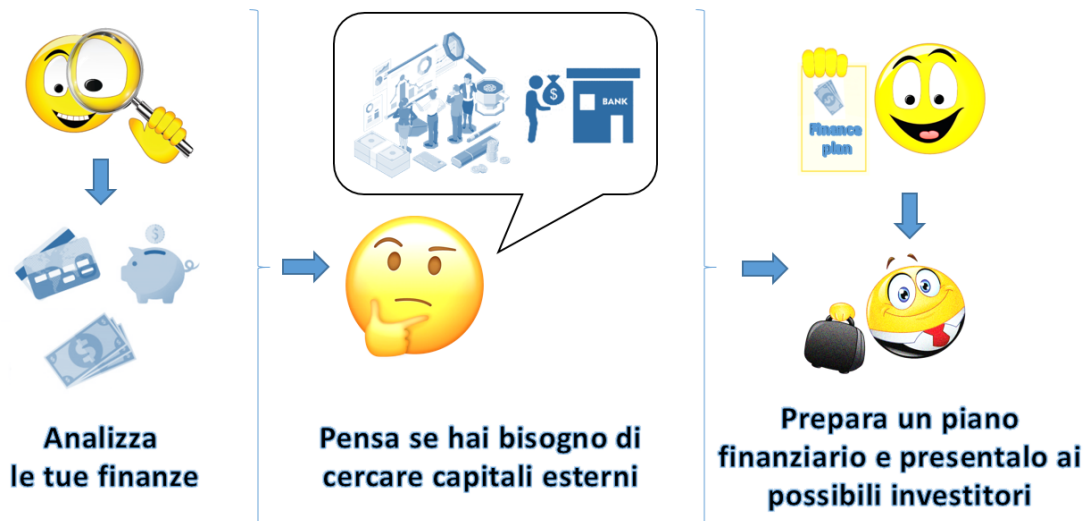 BANK
$
Finance
plan
$
$
Analizza
le tue finanze
Pensa se hai bisogno di
cercare capitali esterni
Prepara un piano
finanziario e presentalo ai
possibili investitori